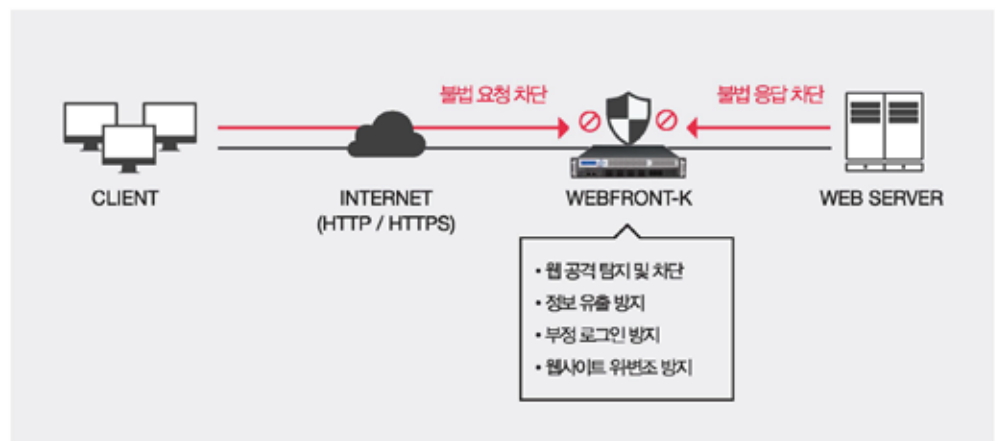 불법 요청 차단
불법 응답 차단
CLIENT
INTERNET
(HTTP / HTTPS)
WEBFRONT-K
WEB SERVER
• 웹 공격 탐지 및 차단
• 정보 유출 방지
• 부정 로그인 방지
• 웹사이트 위변조 방지